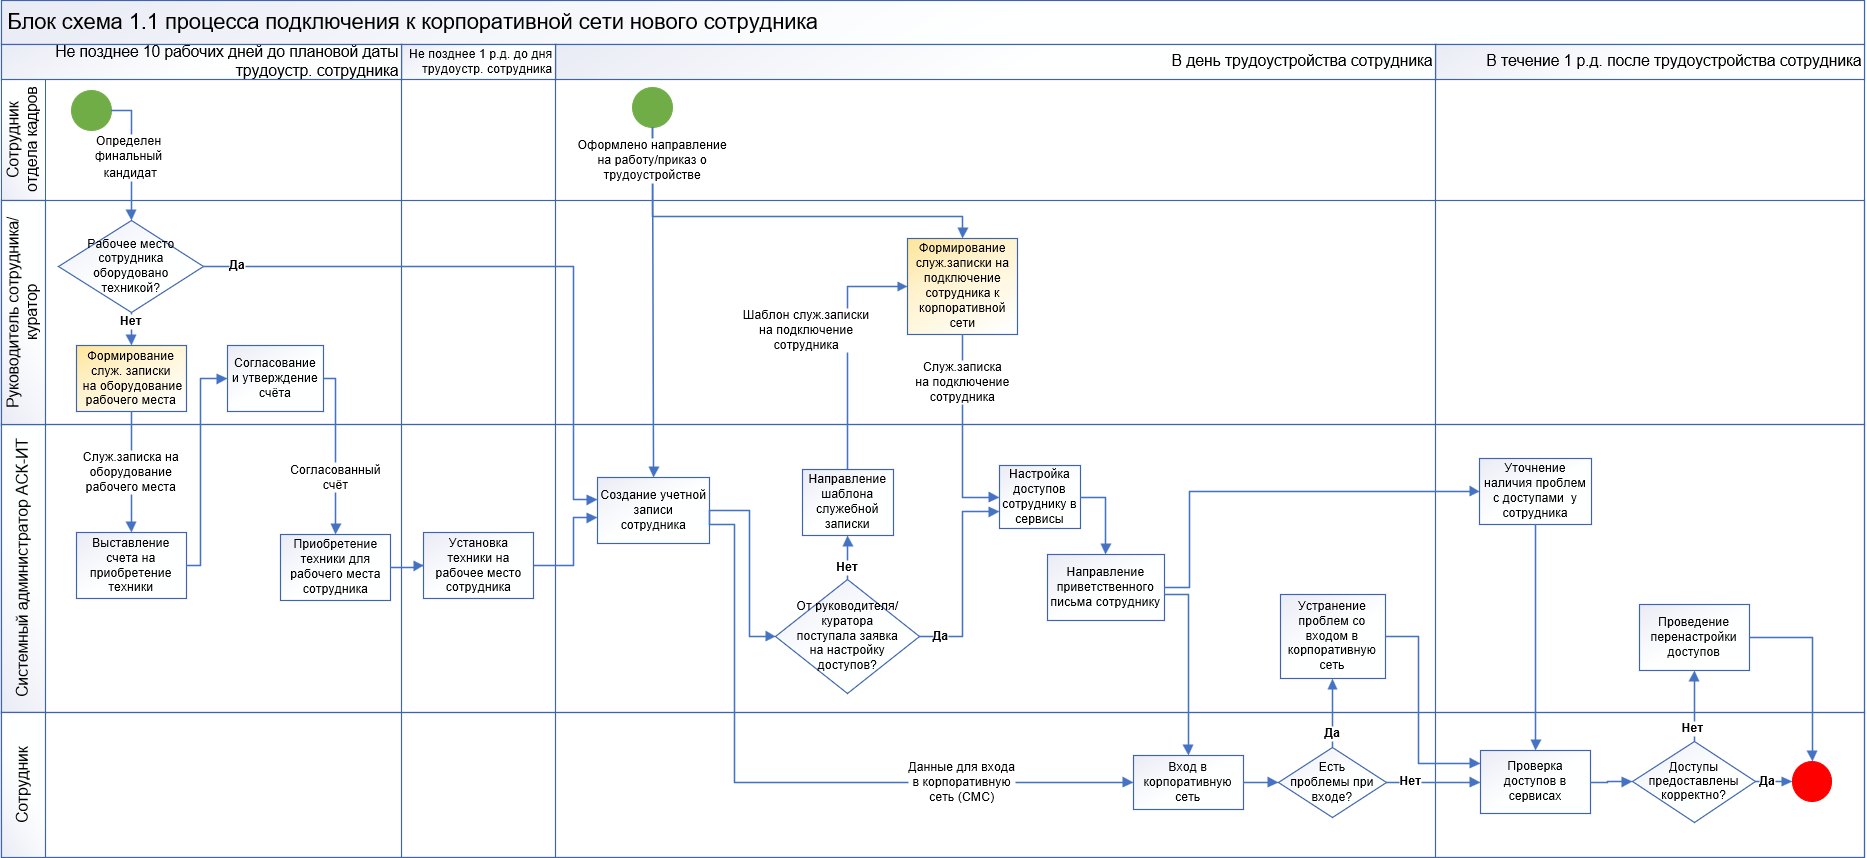 Блок схема 1.1 процесса подключения к корпоративной сети нового сотрудника
Не позднее 10 рабочих дней до плановой даты
трудоустр. сотрудника
Не позднее 1 р.д. до дня
трудоустр. сотрудника
В день трудоустройства сотрудника
В течение 1 р.д. после трудоустройства сотрудника
Сотрудник
отдела кадров
Определен
финальный
кандидат
Оформлено направление
на работу/приказ о
трудоустройстве
Руководитель сотрудника/
куратор
Рабочее место
сотрудника
оборудовано
техникой?
Да
Нет
Формирование
служ. записки
на оборудование
рабочего места
Согласование
и утверждение
счёта
Шаблон служ.записки
на подключение
сотрудника
Формирование
служ.записки на
подключение
сотрудника к
корпоративной
сети
Служ.записка
на подключение
сотрудника
Системный администратор АСК-ИТ
Служ.записка на
оборудование
рабочего места
Выставление
счета на
приобретение
техники
Согласованный
счёт
Приобретение
техники для
рабочего места
сотрудника
Установка
техники на
рабочее место
сотрудника
Создание учетной
записи
сотрудника
Направление
шаблона
служебной
записки
Нет
От руководителя/
куратора
поступала заявка
на настройку
доступов?
Да
Настройка
доступов
сотруднику в
сервисы
Направление
приветственного
письма сотруднику
Устранение
проблем со
входом в
корпоративную
сеть
Уточнение
наличия проблем
с доступами у
сотрудника
Проведение
перенастройки
доступов
Сотрудник
Данные для входа
в корпоративную
сеть (СМС)
Вход в
корпоративную
сеть
Да
Есть
проблемы при
входе?
Нет
Проверка
доступов в
сервисах
Нет
Доступы
предоставлены
корректно?
Да